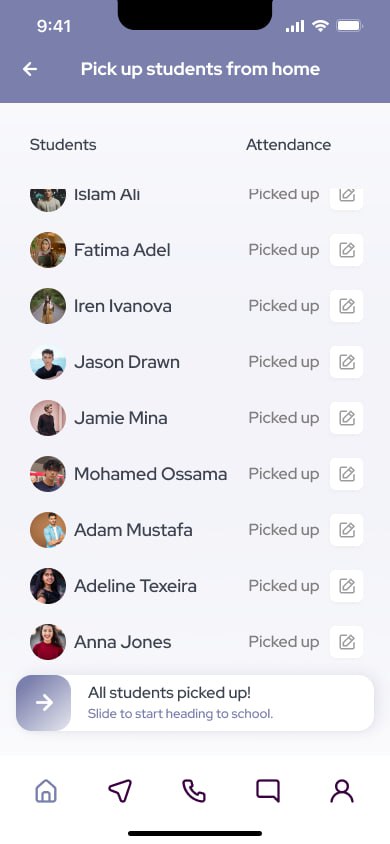 9:41
Pick up students from home
Students Attendance
Islam Ali Picked up
Fatima Adel Picked up
Iren Ivanova Picked up
Jason Drawn Picked up
Jamie Mina Picked up
Mohamed Ossama Picked up
Adam Mustafa Picked up
Adeline Texeira Picked up
Anna Jones Picked up
All students picked up!
Slide to start heading to school.